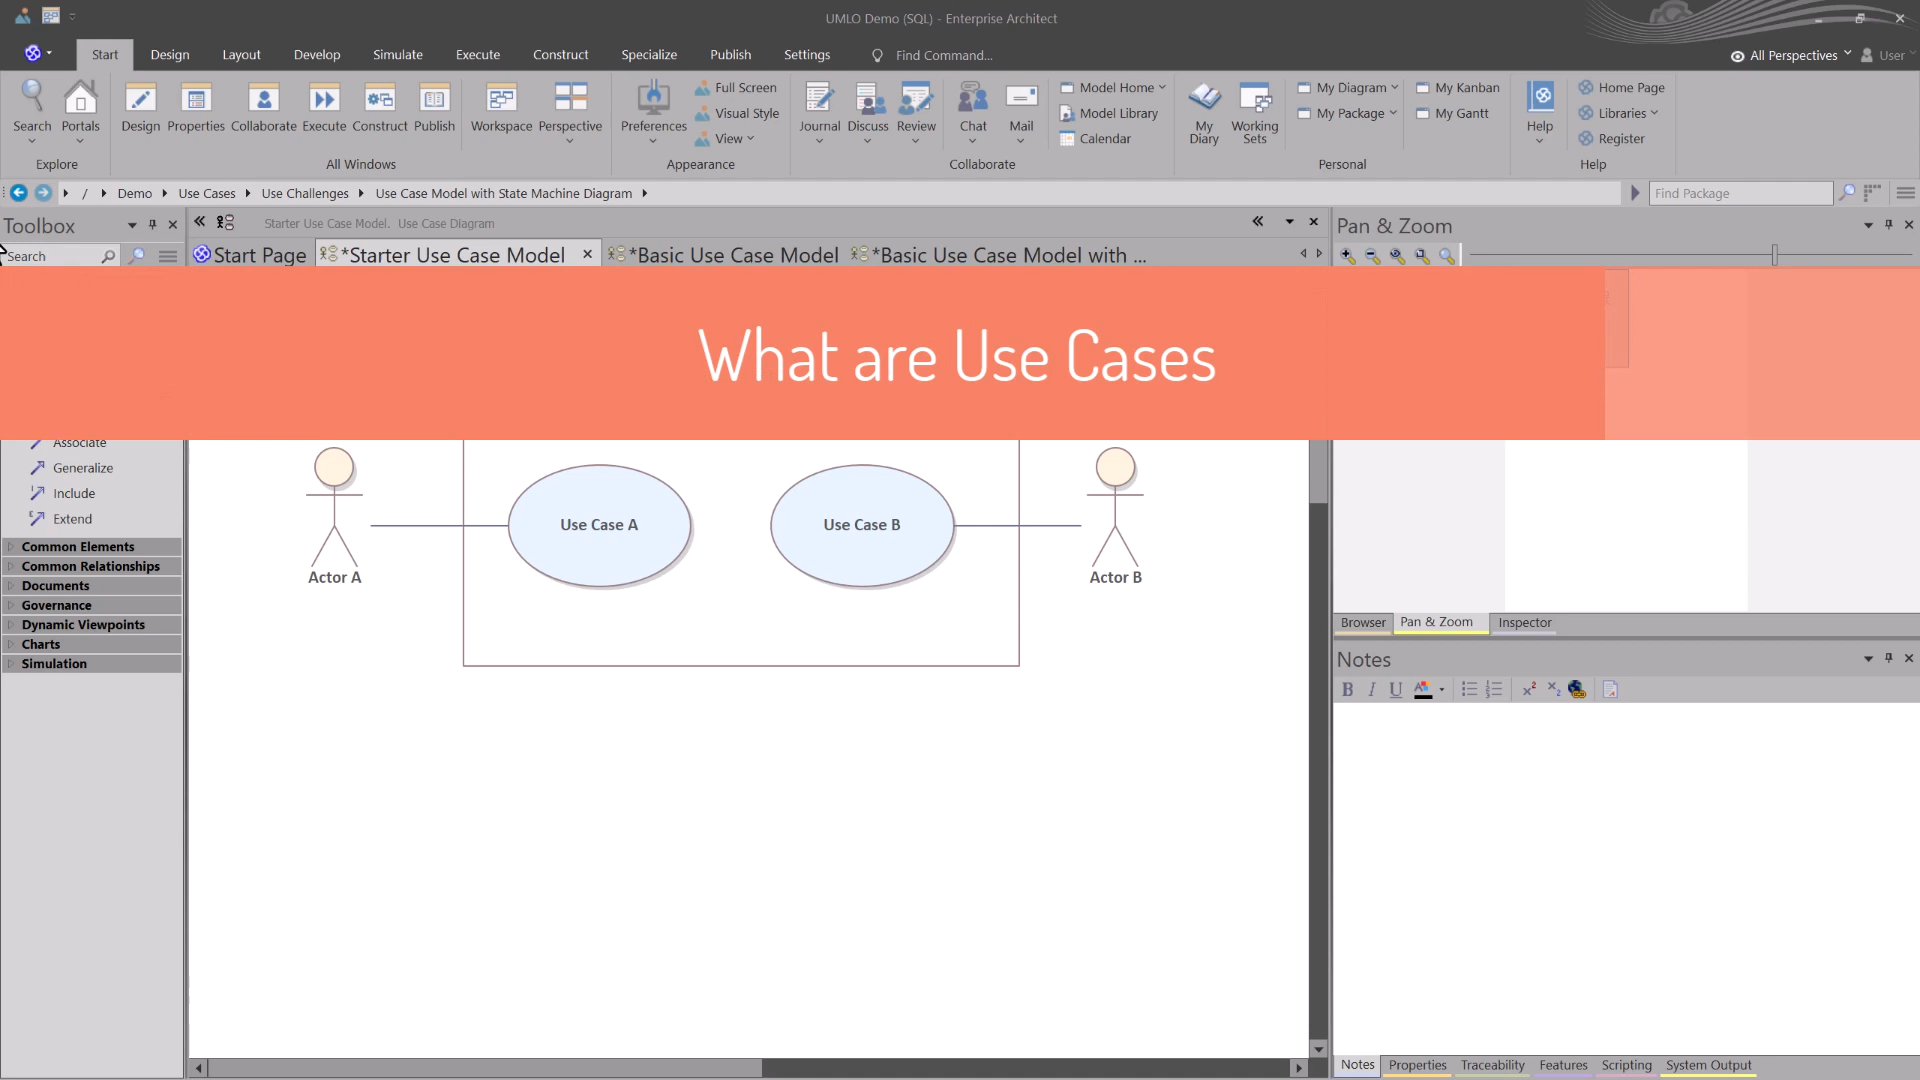 UMLO Demo (SQL) - Enterprise Architect
Start Design Layout Develop Simulate Execute Construct Specialize Publish Settings Find Command... All Perspectives User
Search Portals Design Properties Collaborate Execute Construct Publish Workspace Perspective Preferences Full Screen Visual Style View Journal Discuss Review Chat Mail Model Home Model Library Calendar My Diary Working Sets My Diagram My Package My Kanban My Gantt Help Home Page Libraries Register
Explore All Windows Appearance Collaborate Personal Help
/ Demo Use Cases Use Challenges Use Case Model with State Machine Diagram Find Package
Toolbox
Starter Use Case Model. Use Case Diagram
Pan & Zoom
Search
Start Page *Starter Use Case Model *Basic Use Case Model *Basic Use Case Model with ...
What are Use Cases
Associate
Generalize
Include
Extend
Common Elements
Common Relationships
Documents
Governance
Dynamic Viewpoints
Charts
Simulation
Use Case A
Use Case B
Actor A
Actor B
Browser Pan & Zoom Inspector
Notes
B I U
Notes Properties Traceability Features Scripting System Output